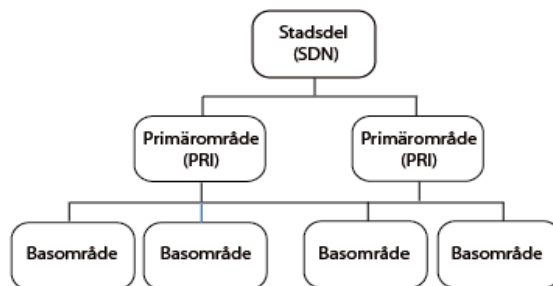 Stadsdel
(SDN)
Primärområde
(PRI)
Primärområde
(PRI)
Basområde
Basområde
Basområde
Basområde